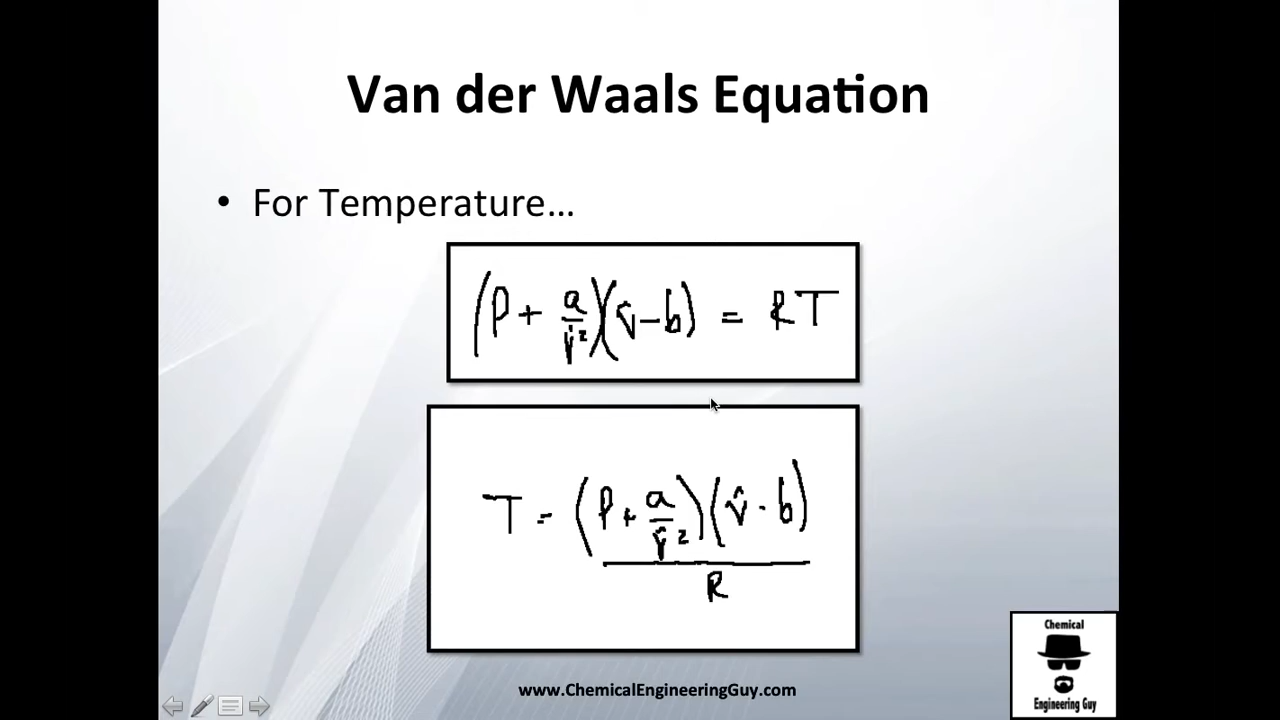 Van der Waals Equation
• For Temperature...
(P + a/v̂²)(v̂ - b) = RT
T = (P + a/v̂²)(v̂ - b) / R
www.ChemicalEngineeringGuy.com
Chemical
Engineering Guy